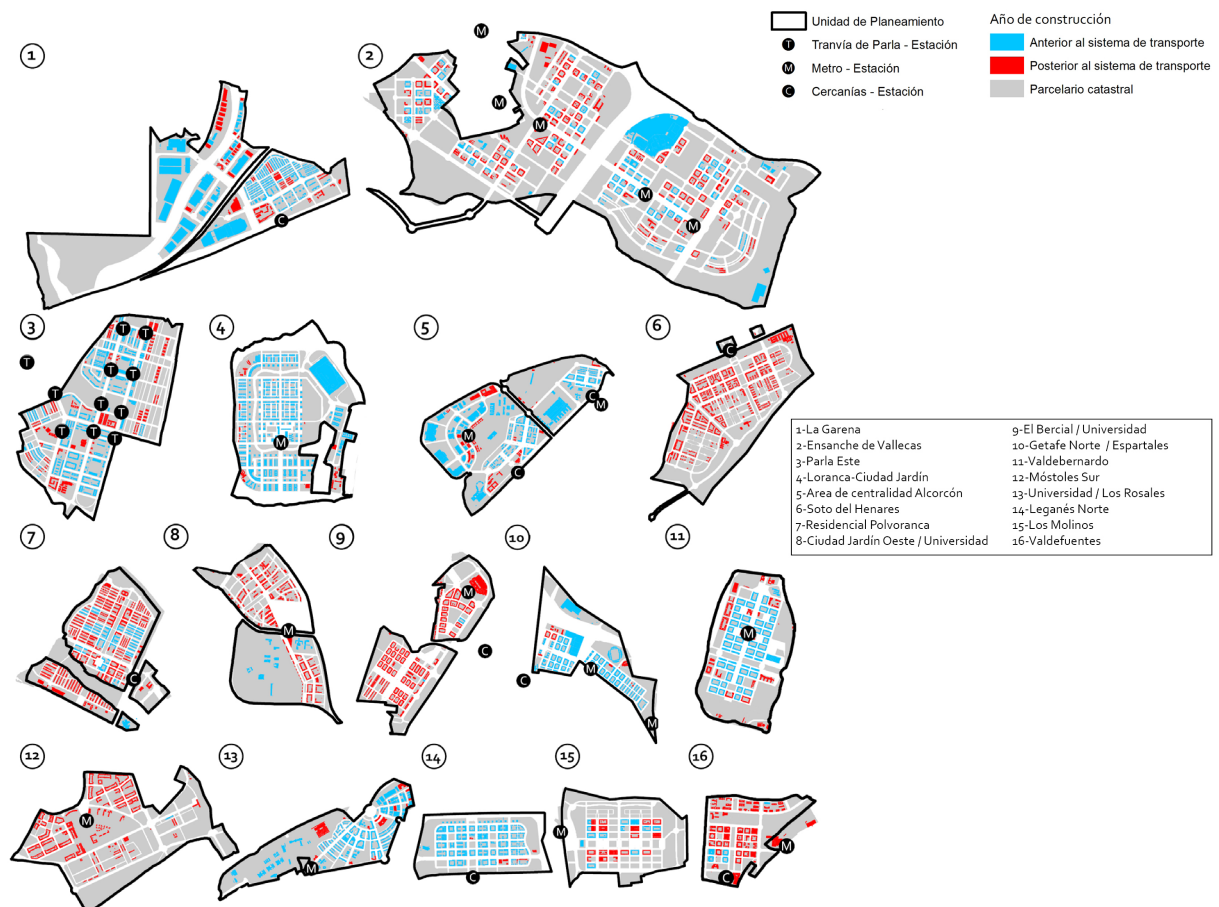 Unidad de Planeamiento
T Tranvía de Parla - Estación
M Metro - Estación
C Cercanías - Estación
Año de construcción
Anterior al sistema de transporte
Posterior al sistema de transporte
Parcelario catastral
1
C
2
M
M
M
M
M
3
T
T
T
T
T
T
T
T
T
T
T
4
M
5
M
C
M
C
6
C
1-La Garena
2-Ensanche de Vallecas
3-Parla Este
4-Loranca-Ciudad Jardín
5-Area de centralidad Alcorcón
6-Soto del Henares
7-Residencial Polvoranca
8-Ciudad Jardín Oeste / Universidad
9-El Bercial / Universidad
10-Getafe Norte / Espartales
11-Valdebernardo
12-Móstoles Sur
13-Universidad / Los Rosales
14-Leganés Norte
15-Los Molinos
16-Valdefuentes
7
C
8
M
9
M
C
10
C
M
M
11
M
12
M
13
M
14
C
15
M
16
M
C